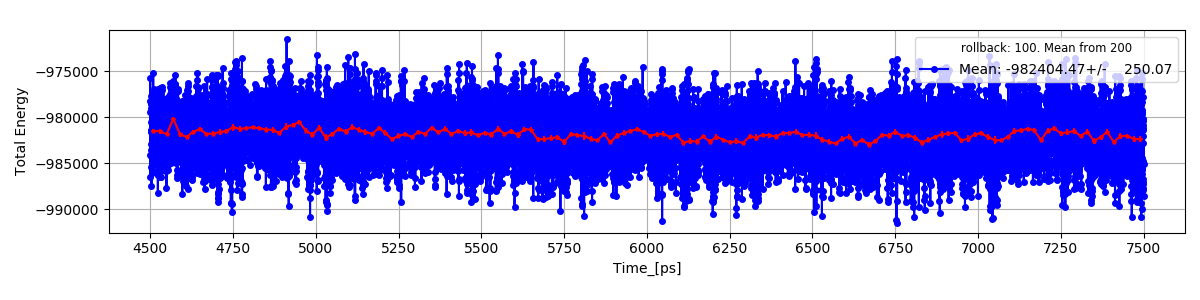 rollback: 100. Mean from 200
Mean: -982404.47+/-    250.07
Total Energy
−975000
−980000
−985000
−990000
4500 4750 5000 5250 5500 5750 6000 6250 6500 6750 7000 7250 7500
Time_[ps]